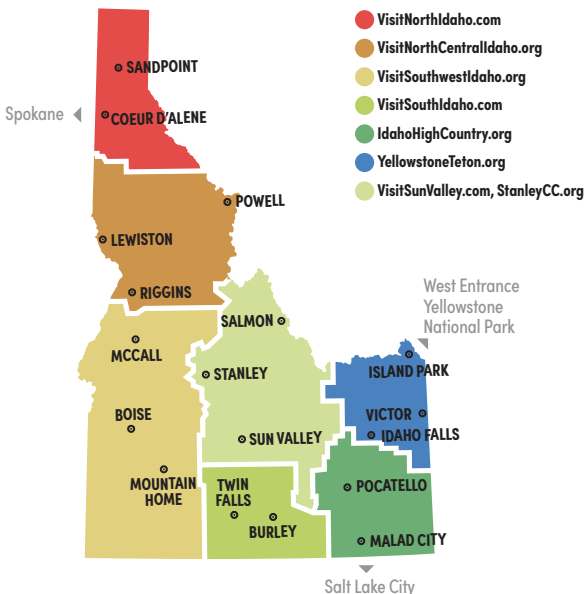 VisitNorthIdaho.com
VisitNorthCentralIdaho.org
VisitSouthwestIdaho.org
VisitSouthIdaho.com
IdahoHighCountry.org
YellowstoneTeton.org
VisitSunValley.com, StanleyCC.org
SANDPOINT
Spokane
COEUR D'ALENE
POWELL
LEWISTON
RIGGINS
West Entrance
Yellowstone
National Park
SALMON
MCCALL
ISLAND PARK
STANLEY
BOISE
VICTOR
SUN VALLEY
IDAHO FALLS
MOUNTAIN
HOME
TWIN
FALLS
POCATELLO
BURLEY
MALAD CITY
Salt Lake City